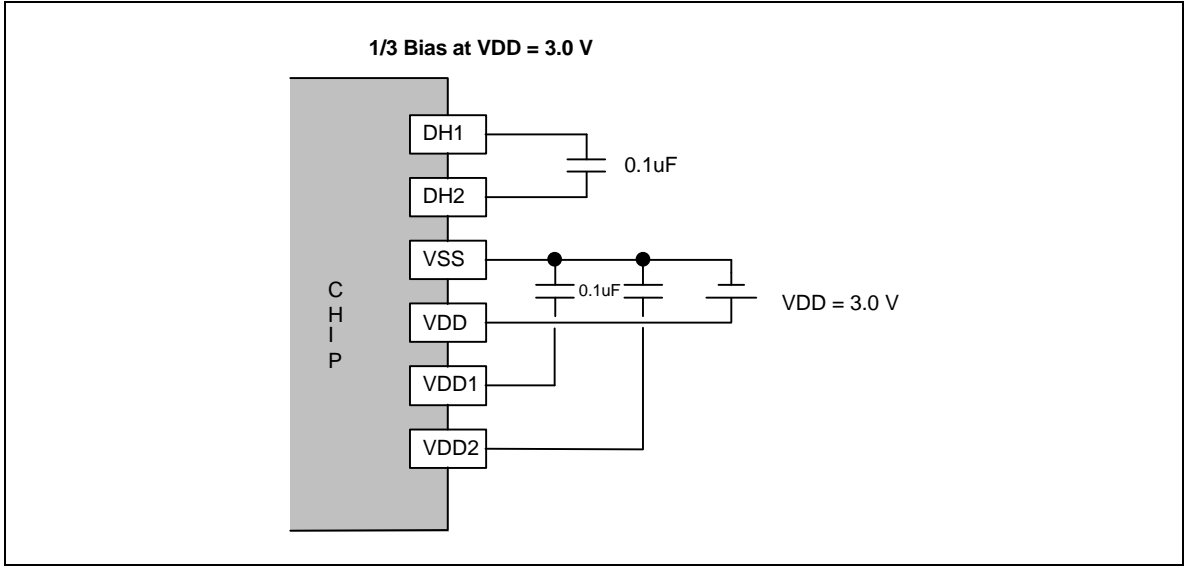 1/3 Bias at VDD = 3.0 V
DH1
0.1uF
DH2
VSS
0.1uF
VDD = 3.0 V
CHIP
VDD
VDD1
VDD2